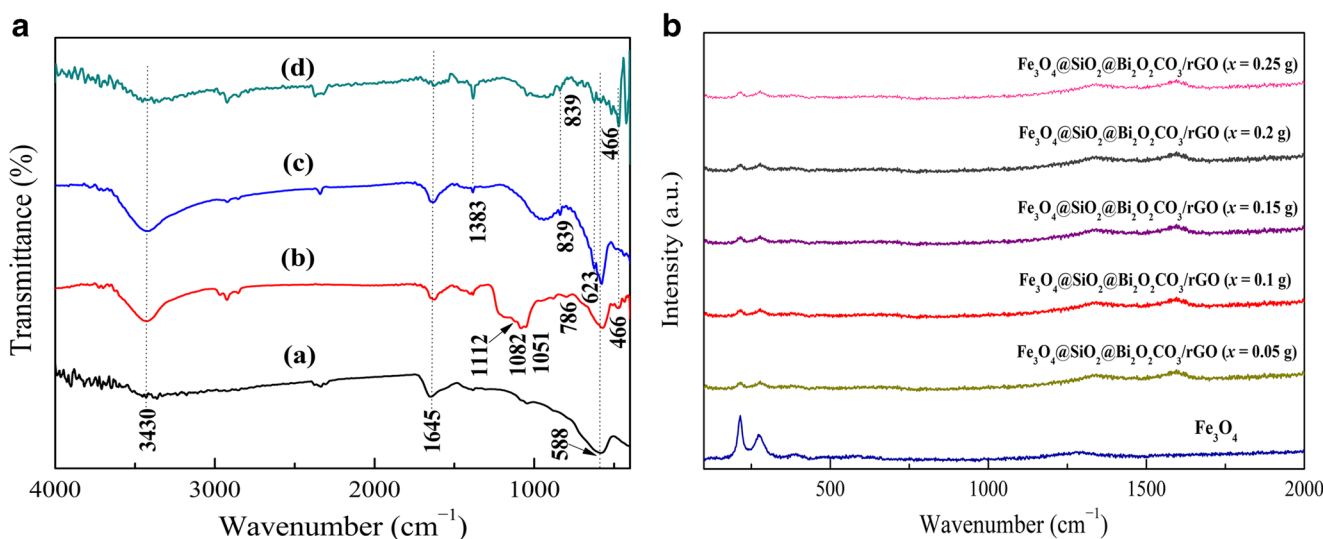 a
(d)
839
466
(c)
1383
839
623
(b)
1112
1082
1051
786
466
(a)
3430
1645
588
4000
3000
2000
1000
Transmittance (%)
Wavenumber (cm⁻¹)
b
Fe₃O₄@SiO₂@Bi₂O₂CO₃/rGO (x = 0.25 g)
Fe₃O₄@SiO₂@Bi₂O₂CO₃/rGO (x = 0.2 g)
Fe₃O₄@SiO₂@Bi₂O₂CO₃/rGO (x = 0.15 g)
Fe₃O₄@SiO₂@Bi₂O₂CO₃/rGO (x = 0.1 g)
Fe₃O₄@SiO₂@Bi₂O₂CO₃/rGO (x = 0.05 g)
Fe₃O₄
500
1000
1500
2000
Intensity (a.u.)
Wavenumber (cm⁻¹)